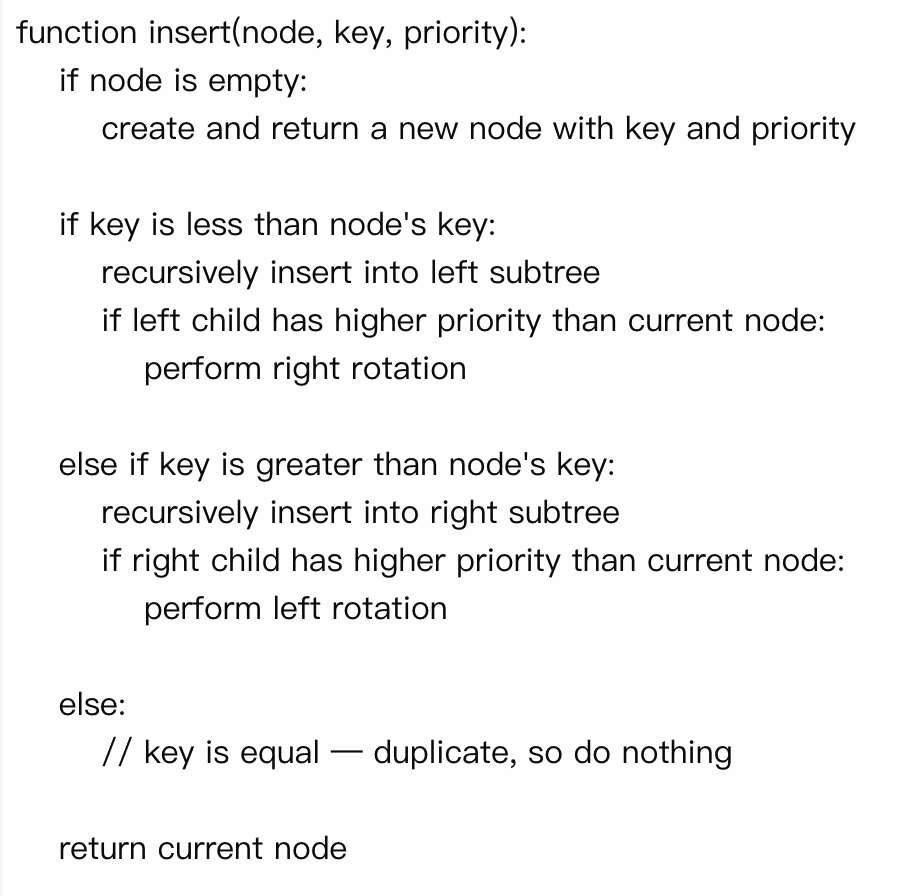 function insert(node, key, priority):
if node is empty:
create and return a new node with key and priority
if key is less than node's key:
recursively insert into left subtree
if left child has higher priority than current node:
perform right rotation
else if key is greater than node's key:
recursively insert into right subtree
if right child has higher priority than current node:
perform left rotation
else:
// key is equal — duplicate, so do nothing
return current node